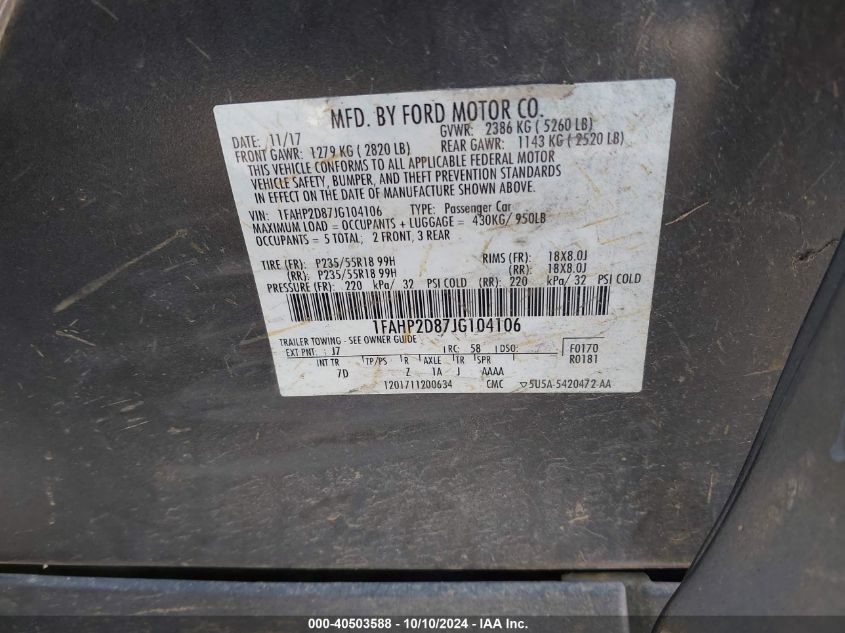 MFD. BY FORD MOTOR CO.
DATE: 11/17 GVWR: 2386 KG ( 5260 LB)
FRONT GAWR: 1279 KG ( 2820 LB) REAR GAWR: 1143 KG ( 2520 LB)
THIS VEHICLE CONFORMS TO ALL APPLICABLE FEDERAL MOTOR
VEHICLE SAFETY, BUMPER, AND THEFT PREVENTION STANDARDS
IN EFFECT ON THE DATE OF MANUFACTURE SHOWN ABOVE.
VIN: 1FAHP2D87JG104106 TYPE: Passenger Car
MAXIMUM LOAD = OCCUPANTS + LUGGAGE = 430KG/ 950LB
OCCUPANTS = 5 TOTAL; 2 FRONT, 3 REAR
TIRE (FR): P235/55R18 99H RIMS (FR): 18X8.0J
(RR): P235/55R18 99H (RR): 18X8.0J
PRESSURE (FR): 220 kPa/ 32 PSI COLD (RR): 220 kPa/ 32 PSI COLD
1FAHP2D87JG104106
TRAILER TOWING - SEE OWNER GUIDE
EXT PNT: J7 RC: 58 DSO: F0170
INT TR TP/PS R AXLE TR SPR R0181
7D Z 1A J AAAA
1201711200634 CMC ▽5U5A-5420472-AA
000-40503588 - 10/10/2024 - Copyright © 2024 IAA, Inc.